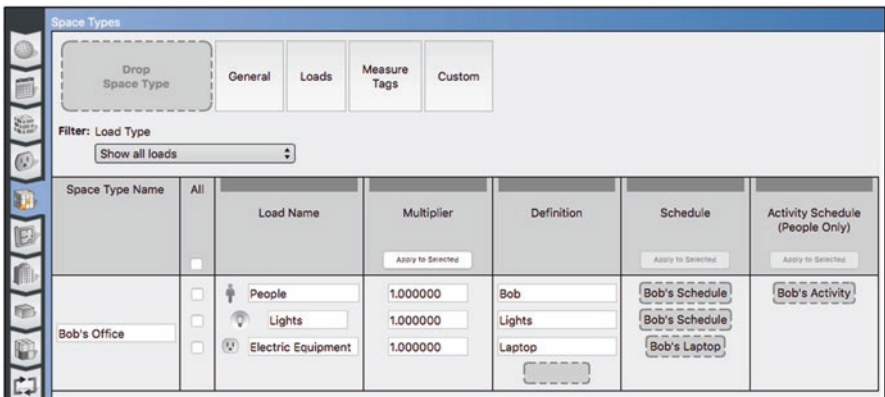 Space Types
Drop
Space Type
General
Loads
Measure
Tags
Custom
Filter: Load Type
Show all loads
Space Type Name
All
Load Name
Multiplier
Definition
Schedule
Activity Schedule
(People Only)
Apply to Selected
Apply to Selected
Apply to Selected
Bob's Office
People
1.000000
Bob
Bob's Schedule
Bob's Activity
Lights
1.000000
Lights
Bob's Schedule
Electric Equipment
1.000000
Laptop
Bob's Laptop